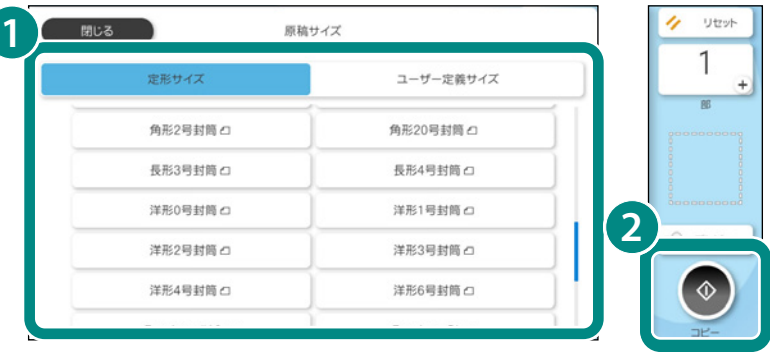 1
閉じる 原稿サイズ
定形サイズ ユーザー定義サイズ
角形2号封筒 角形20号封筒
長形3号封筒 長形4号封筒
洋形0号封筒 洋形1号封筒
洋形2号封筒 洋形3号封筒
洋形4号封筒 洋形6号封筒
リセット
1
+
部
2
コピー